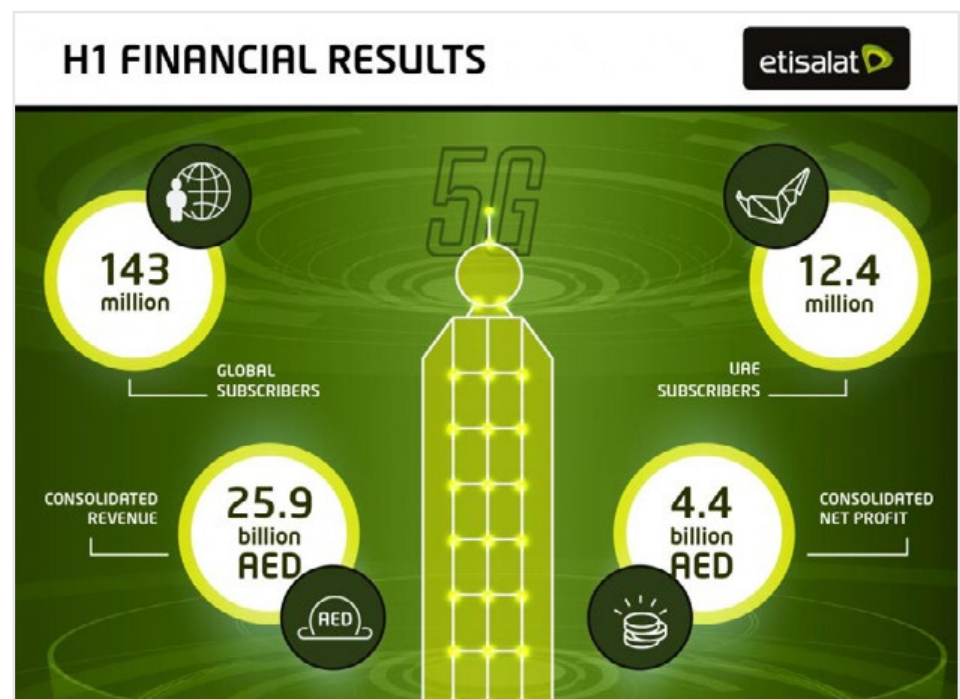 H1 FINANCIAL RESULTS
etisalat
5G
143
million
GLOBAL
SUBSCRIBERS
12.4
million
UAE
SUBSCRIBERS
CONSOLIDATED
REVENUE
25.9
billion
AED
AED
4.4
billion
AED
CONSOLIDATED
NET PROFIT